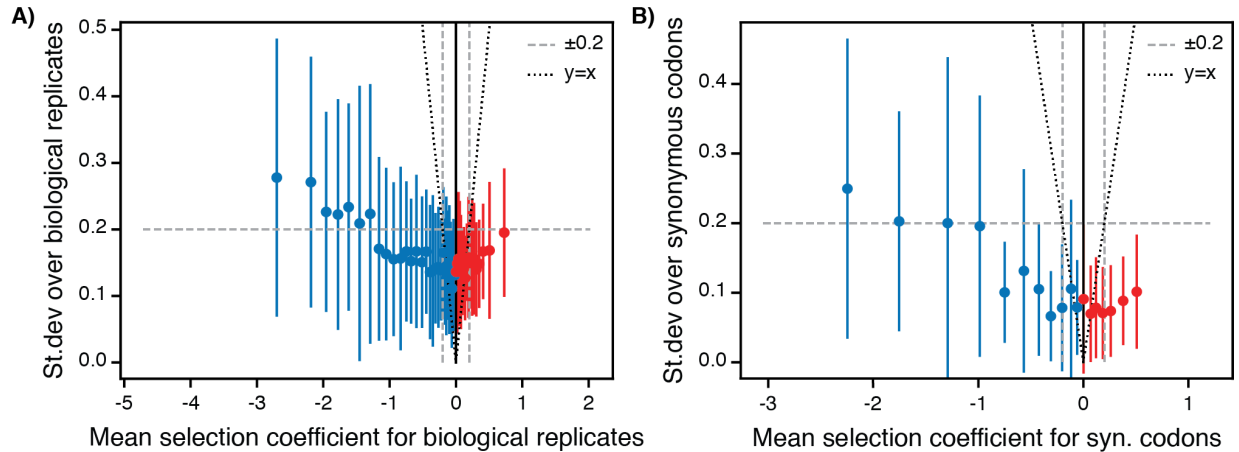 A)
St.dev over biological replicates
0.5
0.4
0.3
0.2
0.1
0.0
±0.2
y=x
-5 -4 -3 -2 -1 0 1 2
Mean selection coefficient for biological replicates
B)
St.dev over synonymous codons
0.4
0.3
0.2
0.1
0.0
±0.2
y=x
-3 -2 -1 0 1
Mean selection coefficient for syn. codons